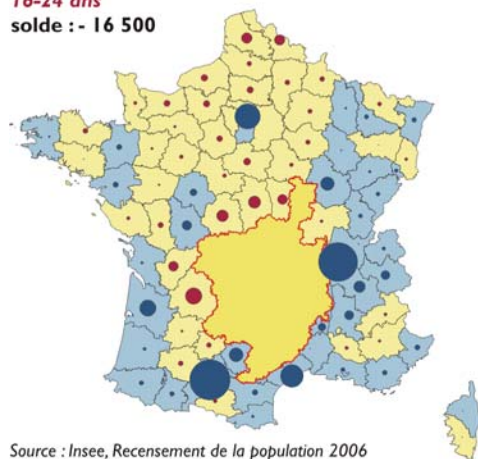 16-24 ans
solde : - 16 500
Source : Insee, Recensement de la population 2006